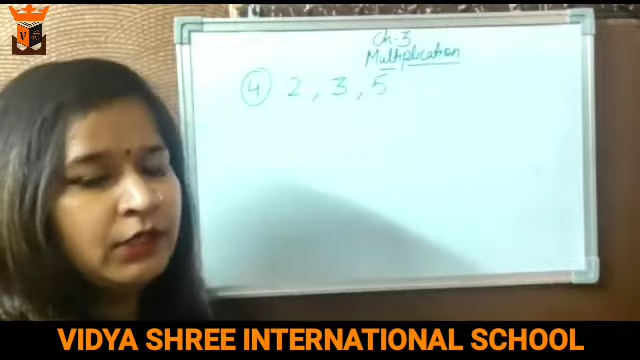 Ch-3
Multiplication
4 2, 3, 5
VIDYA SHREE INTERNATIONAL SCHOOL